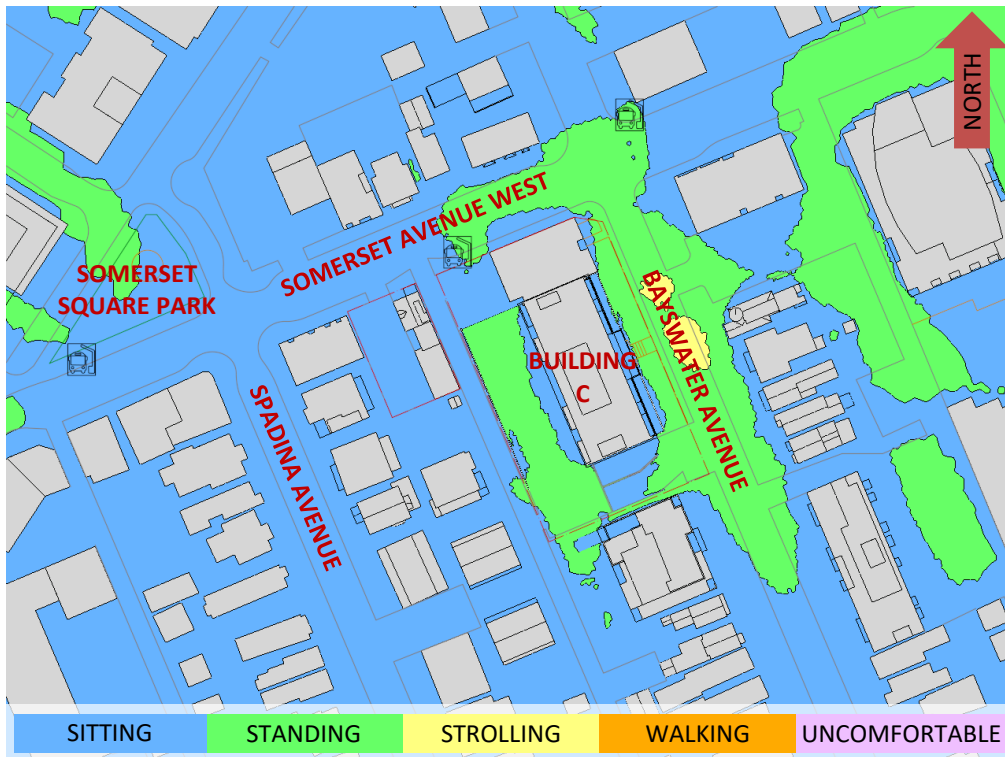 NORTH
SOMERSET AVENUE WEST
SOMERSET
SQUARE PARK
BAYSWATER AVENUE
BUILDING
C
SPADINA AVENUE
SITTING
STANDING
STROLLING
WALKING
UNCOMFORTABLE